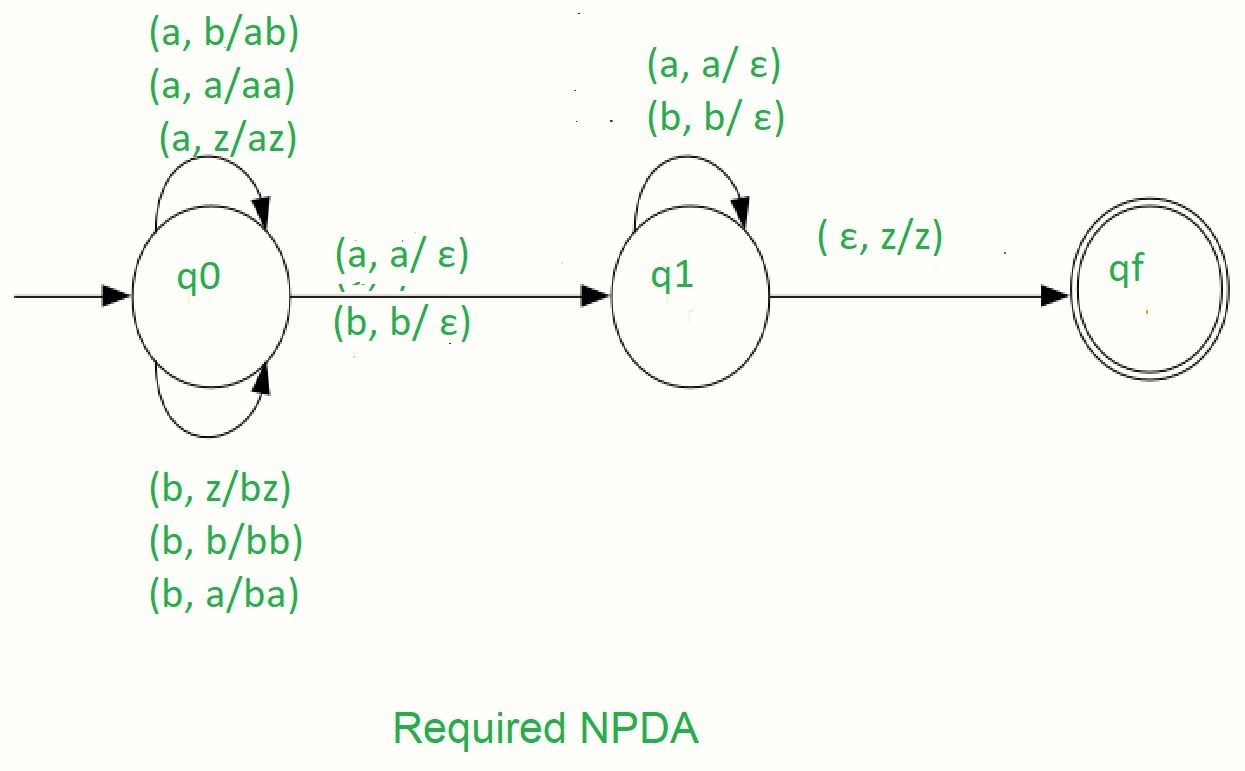 (a, b/ab)
(a, a/aa)
(a, z/az)
(a, a/ ε)
(b, b/ ε)
( ε, z/z)
(a, a/ ε)
(b, b/ ε)
q0
q1
qf
(b, z/bz)
(b, b/bb)
(b, a/ba)
Required NPDA